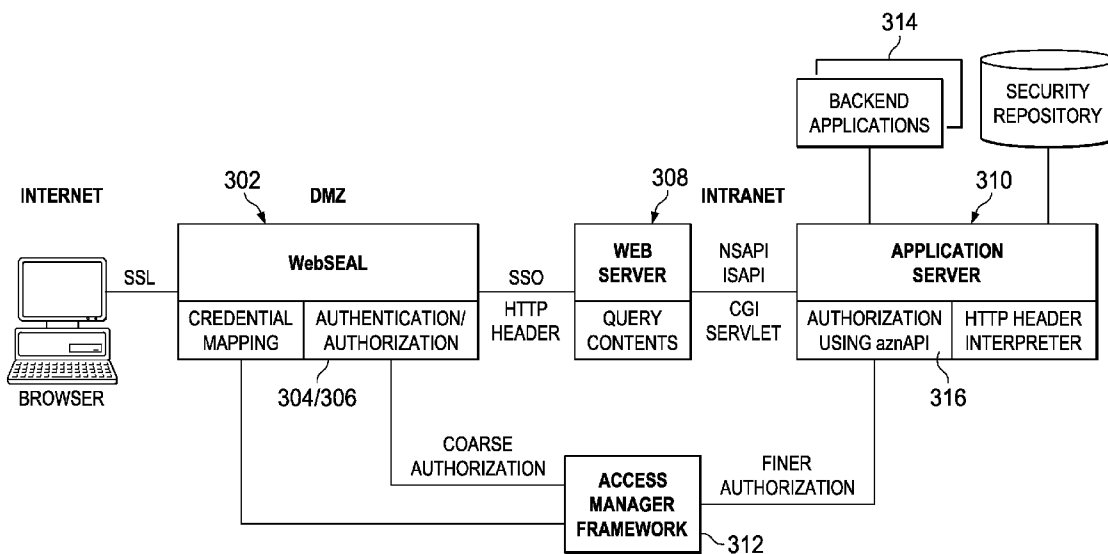 314
BACKEND
APPLICATIONS
SECURITY
REPOSITORY
INTERNET
302
DMZ
308
INTRANET
310
WebSEAL
WEB
SERVER
NSAPI
ISAPI
APPLICATION
SERVER
SSL
SSO
HTTP
HEADER
CGI
SERVLET
CREDENTIAL
MAPPING
AUTHENTICATION/
AUTHORIZATION
QUERY
CONTENTS
AUTHORIZATION
USING aznAPI
HTTP HEADER
INTERPRETER
BROWSER
304/306
316
COARSE
AUTHORIZATION
FINER
AUTHORIZATION
ACCESS
MANAGER
FRAMEWORK
312